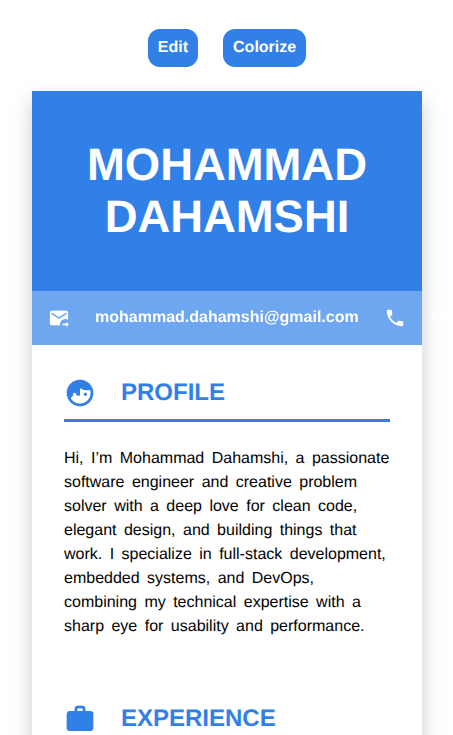 Edit Colorize
MOHAMMAD
DAHAMSHI
mohammad.dahamshi@gmail.com
PROFILE
Hi, I’m Mohammad Dahamshi, a passionate
software engineer and creative problem
solver with a deep love for clean code,
elegant design, and building things that
work. I specialize in full-stack development,
embedded systems, and DevOps,
combining my technical expertise with a
sharp eye for usability and performance.
EXPERIENCE